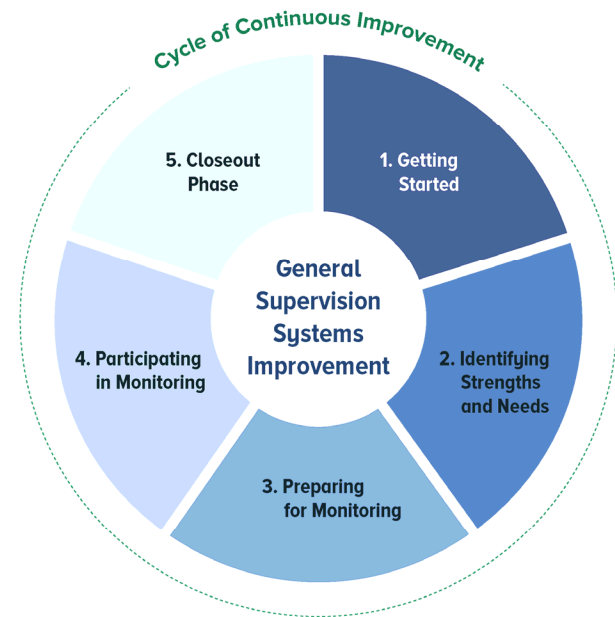 Cycle of Continuous Improvement
1. Getting
Started
2. Identifying
Strengths
and Needs
3. Preparing
for Monitoring
4. Participating
in Monitoring
5. Closeout
Phase
General
Supervision
Systems
Improvement